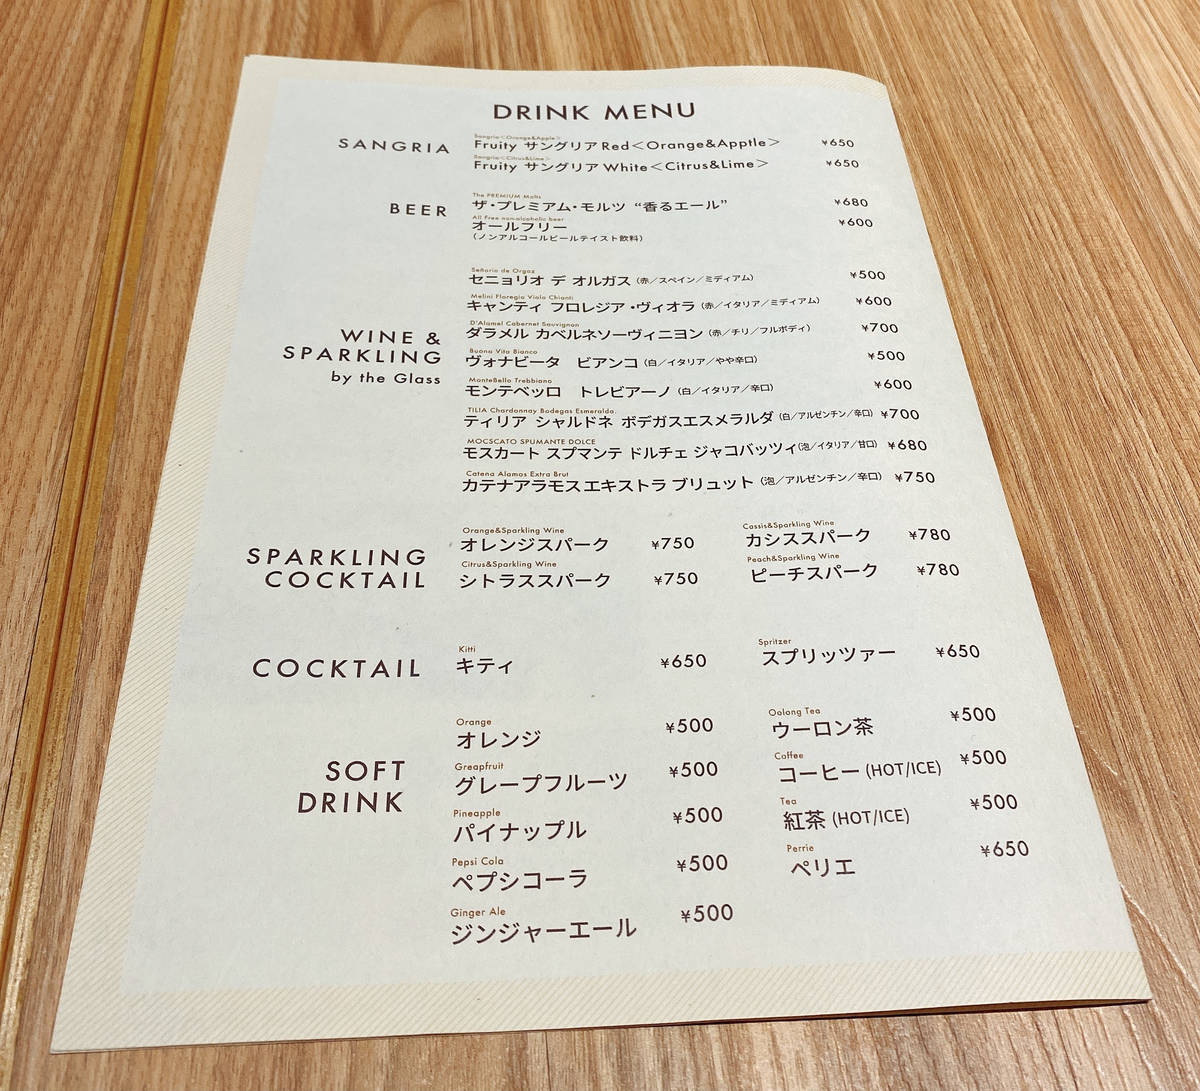 DRINK MENU
SANGRIA
Sangria<Orange&Apple>
Fruity サングリア Red<Orange&Apptle> ¥650
Sangria<Citrus&Lime>
Fruity サングリア White<Citrus&Lime> ¥650
BEER
The PREMIUM Malts
ザ・プレミアム・モルツ “香るエール” ¥680
All Free non-alcoholic beer
オールフリー ¥600
(ノンアルコールビールテイスト飲料)
WINE &
SPARKLING
by the Glass
Señorio de Orgaz
セニョリオ デ オルガス (赤/スペイン/ミディアム) ¥500
Melini Floregia Viola Chianti
キャンティ フロレジア・ヴィオラ (赤/イタリア/ミディアム) ¥600
D'Alamel Cabernet Sauvignon
ダラメル カベルネソーヴィニヨン (赤/チリ/フルボディ) ¥700
Buona Vita Bianco
ヴォナビータ ビアンコ (白/イタリア/やや辛口) ¥500
MonteBello Trebbiano
モンテベッロ トレビアーノ (白/イタリア/辛口) ¥600
TILIA Chardonnay Bodegas Esmeralda.
ティリア シャルドネ ボデガスエスメラルダ (白/アルゼンチン/辛口) ¥700
MOCSCATO SPUMANTE DOLCE
モスカート スプマンテ ドルチェ ジャコバッツィ(泡/イタリア/甘口) ¥680
Catena Alamos Extra Brut
カテナアラモスエキストラ ブリュット (泡/アルゼンチン/辛口) ¥750
SPARKLING
COCKTAIL
Orange&Sparkling Wine
オレンジスパーク ¥750
Citrus&Sparkling Wine
シトラススパーク ¥750
Cassis&Sparkling Wine
カシススパーク ¥780
Peach&Sparkling Wine
ピーチスパーク ¥780
COCKTAIL
Kitti
キティ ¥650
Spritzer
スプリッツァー ¥650
SOFT
DRINK
Orange
オレンジ ¥500
Greapfruit
グレープフルーツ ¥500
Pineapple
パイナップル ¥500
Pepsi Cola
ペプシコーラ ¥500
Ginger Ale
ジンジャーエール ¥500
Oolong Tea
ウーロン茶 ¥500
Coffee
コーヒー (HOT/ICE) ¥500
Tea
紅茶 (HOT/ICE) ¥500
Perrie
ペリエ ¥650